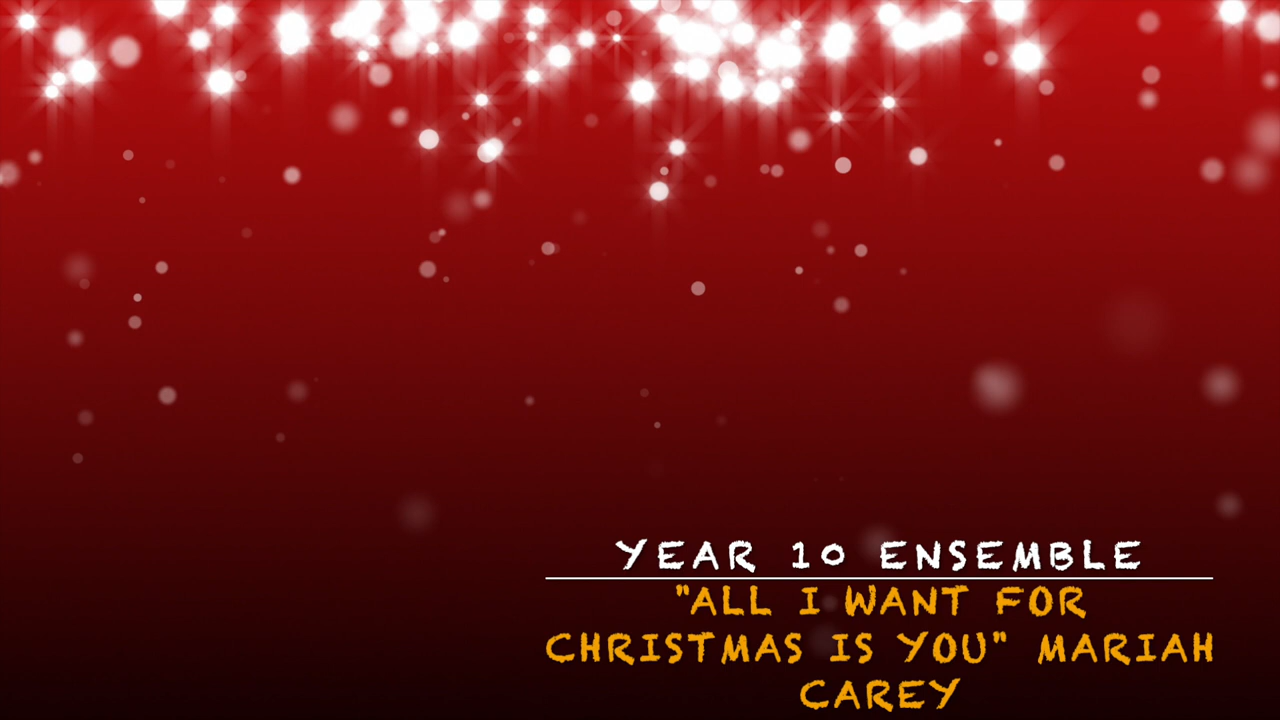 YEAR 10 ENSEMBLE
"ALL I WANT FOR
CHRISTMAS IS YOU" MARIAH
CAREY